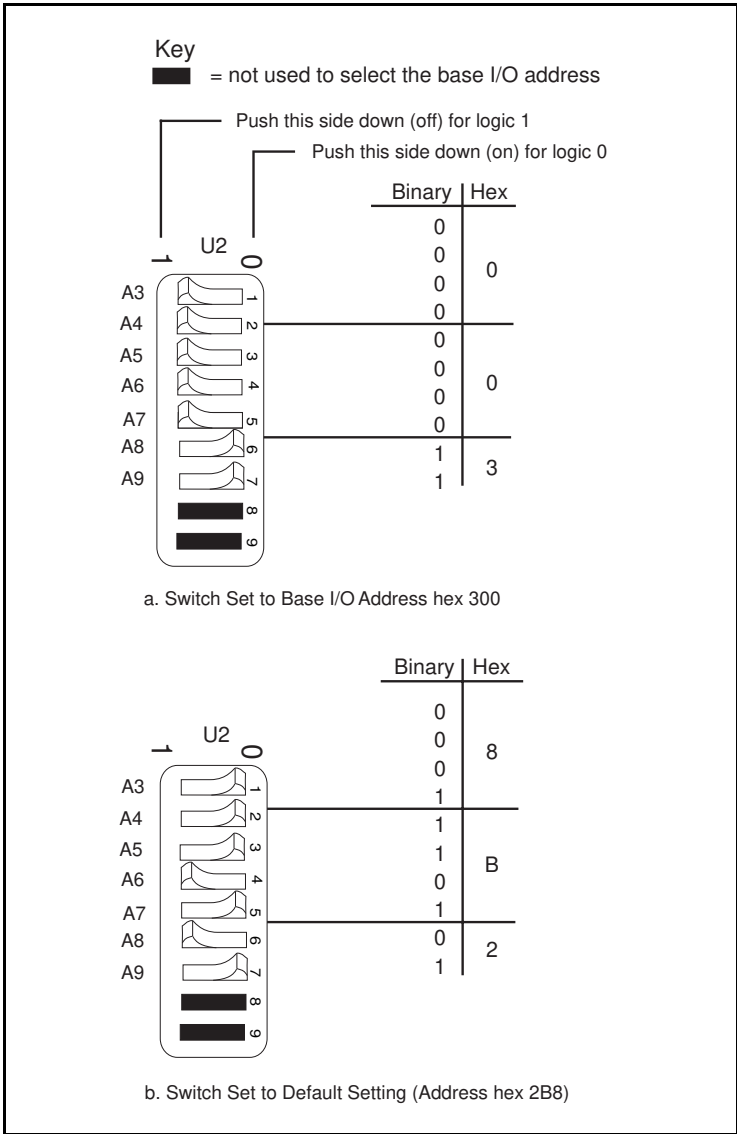 Key
= not used to select the base I/O address
Push this side down (off) for logic 1
Push this side down (on) for logic 0
Binary Hex
U2
1 0
A3 1
A4 2
A5 3
A6 4
A7 5
A8 6
A9 7
8
9
0
0
0
0
0
0
0
0
0
0
1
1
3
a. Switch Set to Base I/O Address hex 300
Binary Hex
U2
1 0
A3 1
A4 2
A5 3
A6 4
A7 5
A8 6
A9 7
8
9
0
0
0
1
8
1
1
0
1
B
0
1
2
b. Switch Set to Default Setting (Address hex 2B8)